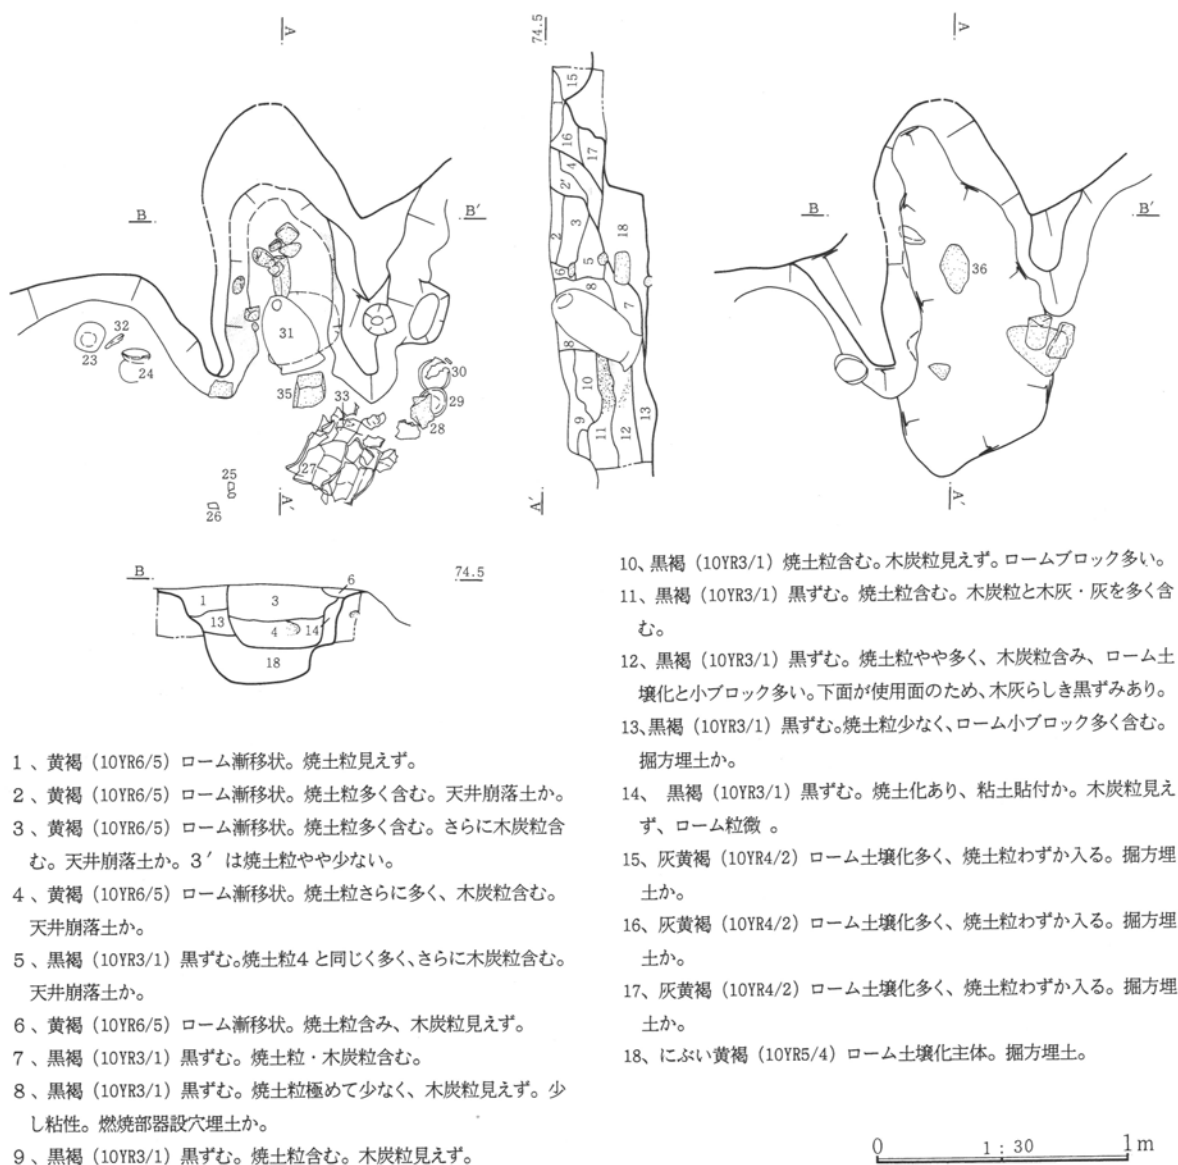 A
74.5
A
B
B′
B
B′
15
16
17
4
2′
3
2
18
5
6
8
7
8
10
9
11
12
13
31
32
23
24
35
33
30
29
28
27
25
26
36
A′
A′
A′
B
74.5
6
1
3
13
4
14
18
1、黄褐（10YR6/5）ローム漸移状。焼土粒見えず。
2、黄褐（10YR6/5）ローム漸移状。焼土粒多く含む。天井崩落土か。
3、黄褐（10YR6/5）ローム漸移状。焼土粒多く含む。さらに木炭粒含
む。天井崩落土か。3′は焼土粒やや少ない。
4、黄褐（10YR6/5）ローム漸移状。焼土粒さらに多く、木炭粒含む。
天井崩落土か。
5、黒褐（10YR3/1）黒ずむ。焼土粒4と同じく多く、さらに木炭粒含む。
天井崩落土か。
6、黄褐（10YR6/5）ローム漸移状。焼土粒含み、木炭粒見えず。
7、黒褐（10YR3/1）黒ずむ。焼土粒・木炭粒含む。
8、黒褐（10YR3/1）黒ずむ。焼土粒極めて少なく、木炭粒見えず。少
し粘性。燃焼部器設穴埋土か。
9、黒褐（10YR3/1）黒ずむ。焼土粒含む。木炭粒見えず。
10、黒褐（10YR3/1）焼土粒含む。木炭粒見えず。ロームブロック多い。
11、黒褐（10YR3/1）黒ずむ。焼土粒含む。木炭粒と木灰・灰を多く含
む。
12、黒褐（10YR3/1）黒ずむ。焼土粒やや多く、木炭粒含み、ローム土
壌化と小ブロック多い。下面が使用面のため、木灰らしき黒ずみあり。
13、黒褐（10YR3/1）黒ずむ。焼土粒少なく、ローム小ブロック多く含む。
掘方埋土か。
14、黒褐（10YR3/1）黒ずむ。焼土化あり、粘土貼付か。木炭粒見え
ず、ローム粒微 。
15、灰黄褐（10YR4/2）ローム土壌化多く、焼土粒わずか入る。掘方埋
土か。
16、灰黄褐（10YR4/2）ローム土壌化多く、焼土粒わずか入る。掘方埋
土か。
17、灰黄褐（10YR4/2）ローム土壌化多く、焼土粒わずか入る。掘方埋
土か。
18、にぶい黄褐（10YR5/4）ローム土壌化主体。掘方埋土。
0 1:30 1m